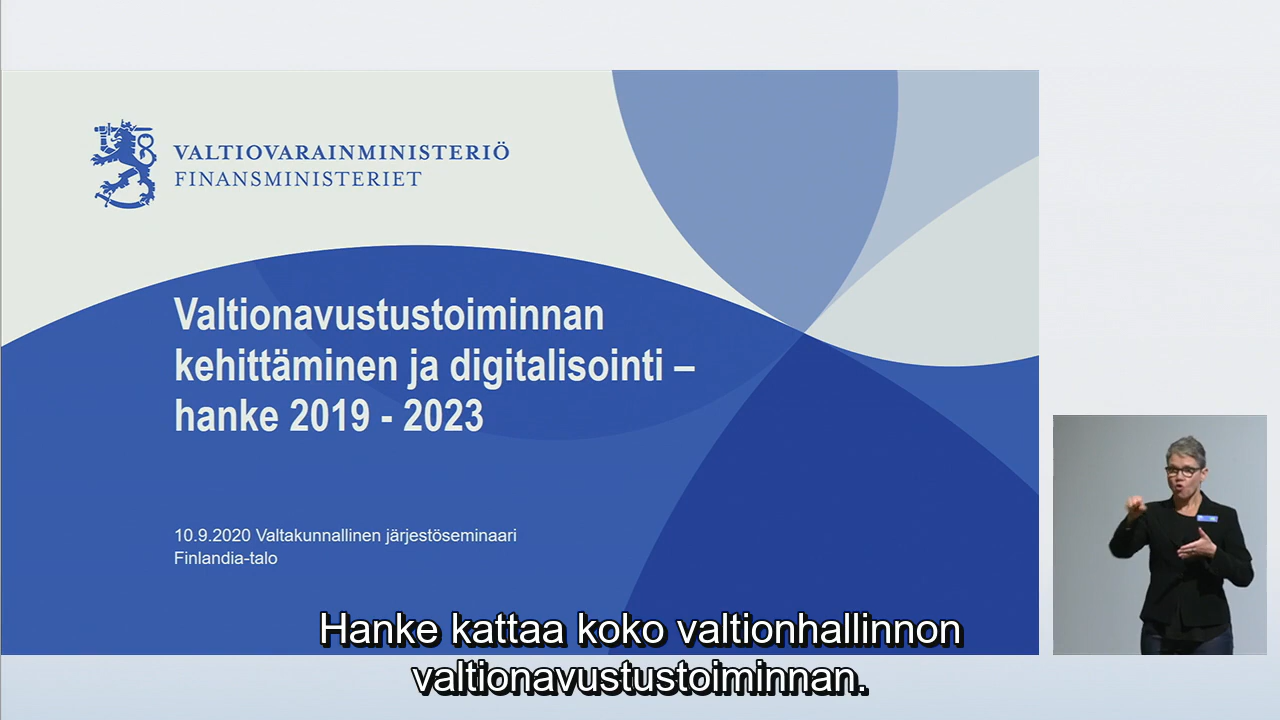 VALTIOVARAINMINISTERIÖ
FINANSMINISTERIET
Valtionavustustoiminnan
kehittäminen ja digitalisointi –
hanke 2019 - 2023
10.9.2020 Valtakunnallinen järjestöseminaari
Finlandia-talo
Hanke kattaa koko valtionhallinnon
valtionavustustoiminnan.